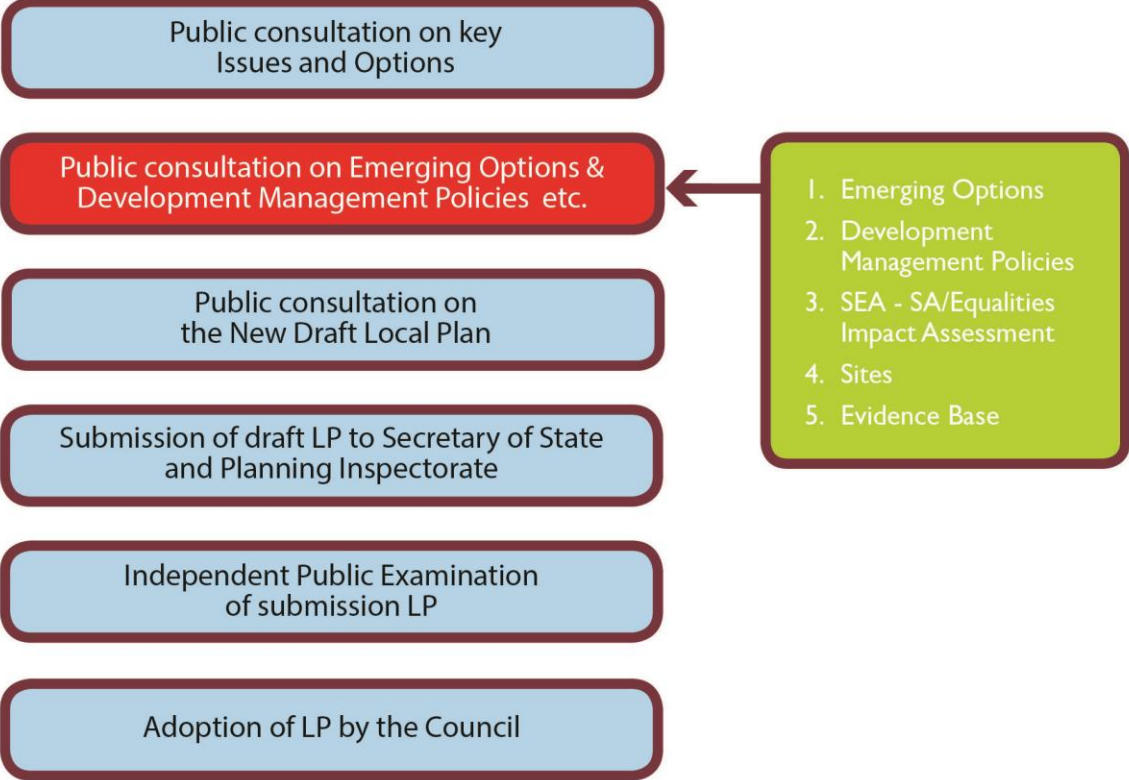 Public consultation on key
Issues and Options
Public consultation on Emerging Options &
Development Management Policies etc.
1. Emerging Options
2. Development
Management Policies
3. SEA - SA/Equalities
Impact Assessment
4. Sites
5. Evidence Base
Public consultation on
the New Draft Local Plan
Submission of draft LP to Secretary of State
and Planning Inspectorate
Independent Public Examination
of submission LP
Adoption of LP by the Council